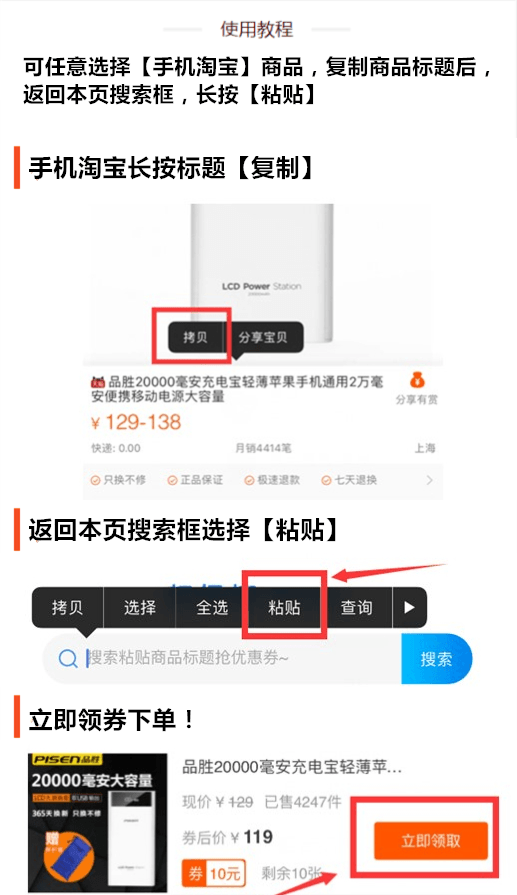 使用教程
可任意选择【手机淘宝】商品，复制商品标题后，
返回本页搜索框，长按【粘贴】
手机淘宝长按标题【复制】
LCD Power Station
拷贝
分享宝贝
品胜20000毫安充电宝轻薄苹果手机通用2万毫
安便携移动电源大容量
分享有赏
¥ 129-138
快递: 0.00
月销4414笔
上海
只换不修
正品保证
极速退款
七天退换
返回本页搜索框选择【粘贴】
拷贝
选择
全选
粘贴
查询
搜索粘贴商品标题抢优惠券~
搜索
立即领券下单！
PISEN品胜
20000毫安大容量
365天换新 只换不修
赠
品胜20000毫安充电宝轻薄苹...
现价¥129 已售4247件
券后价¥119
立即领取
券 10元
剩余10张